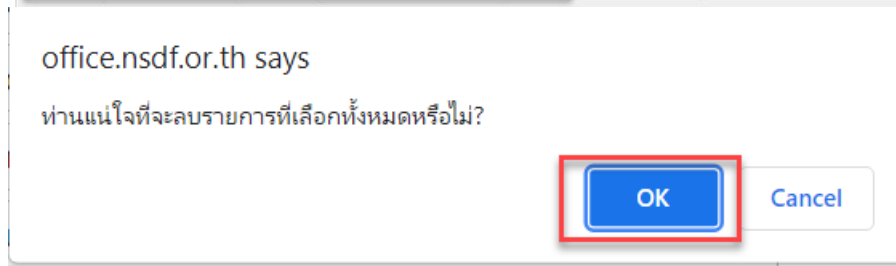 office.nsdf.or.th says
ท่านแน่ใจที่จะลบรายการที่เลือกทั้งหมดหรือไม่?
OK Cancel